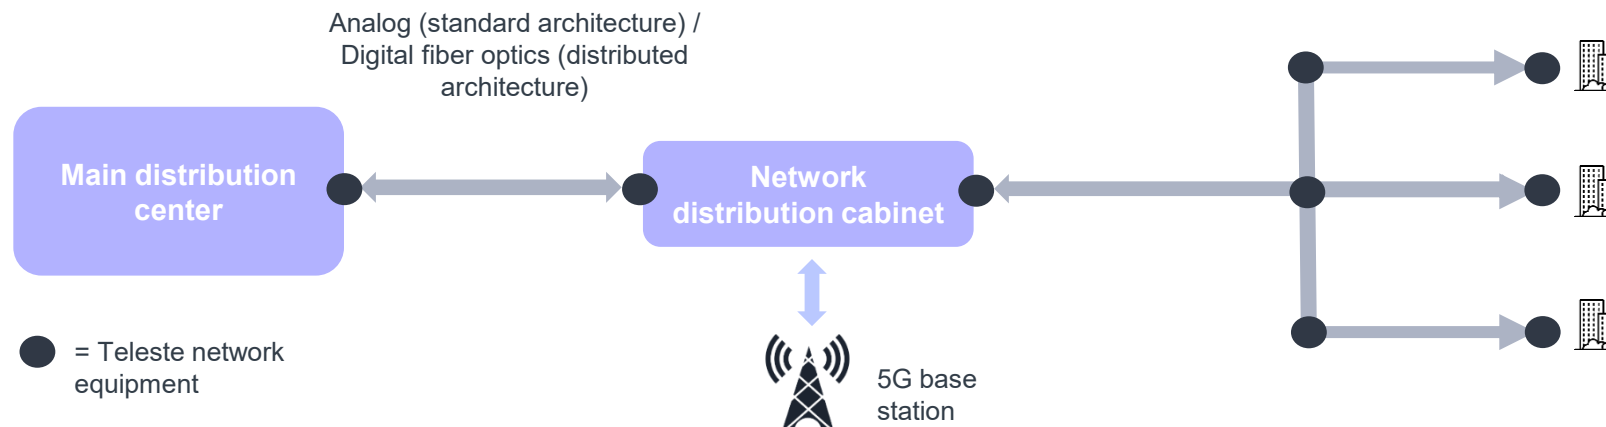 Analog (standard architecture) /
Digital fiber optics (distributed
architecture)
Main distribution
center
Network
distribution cabinet
= Teleste network
equipment
5G base
station